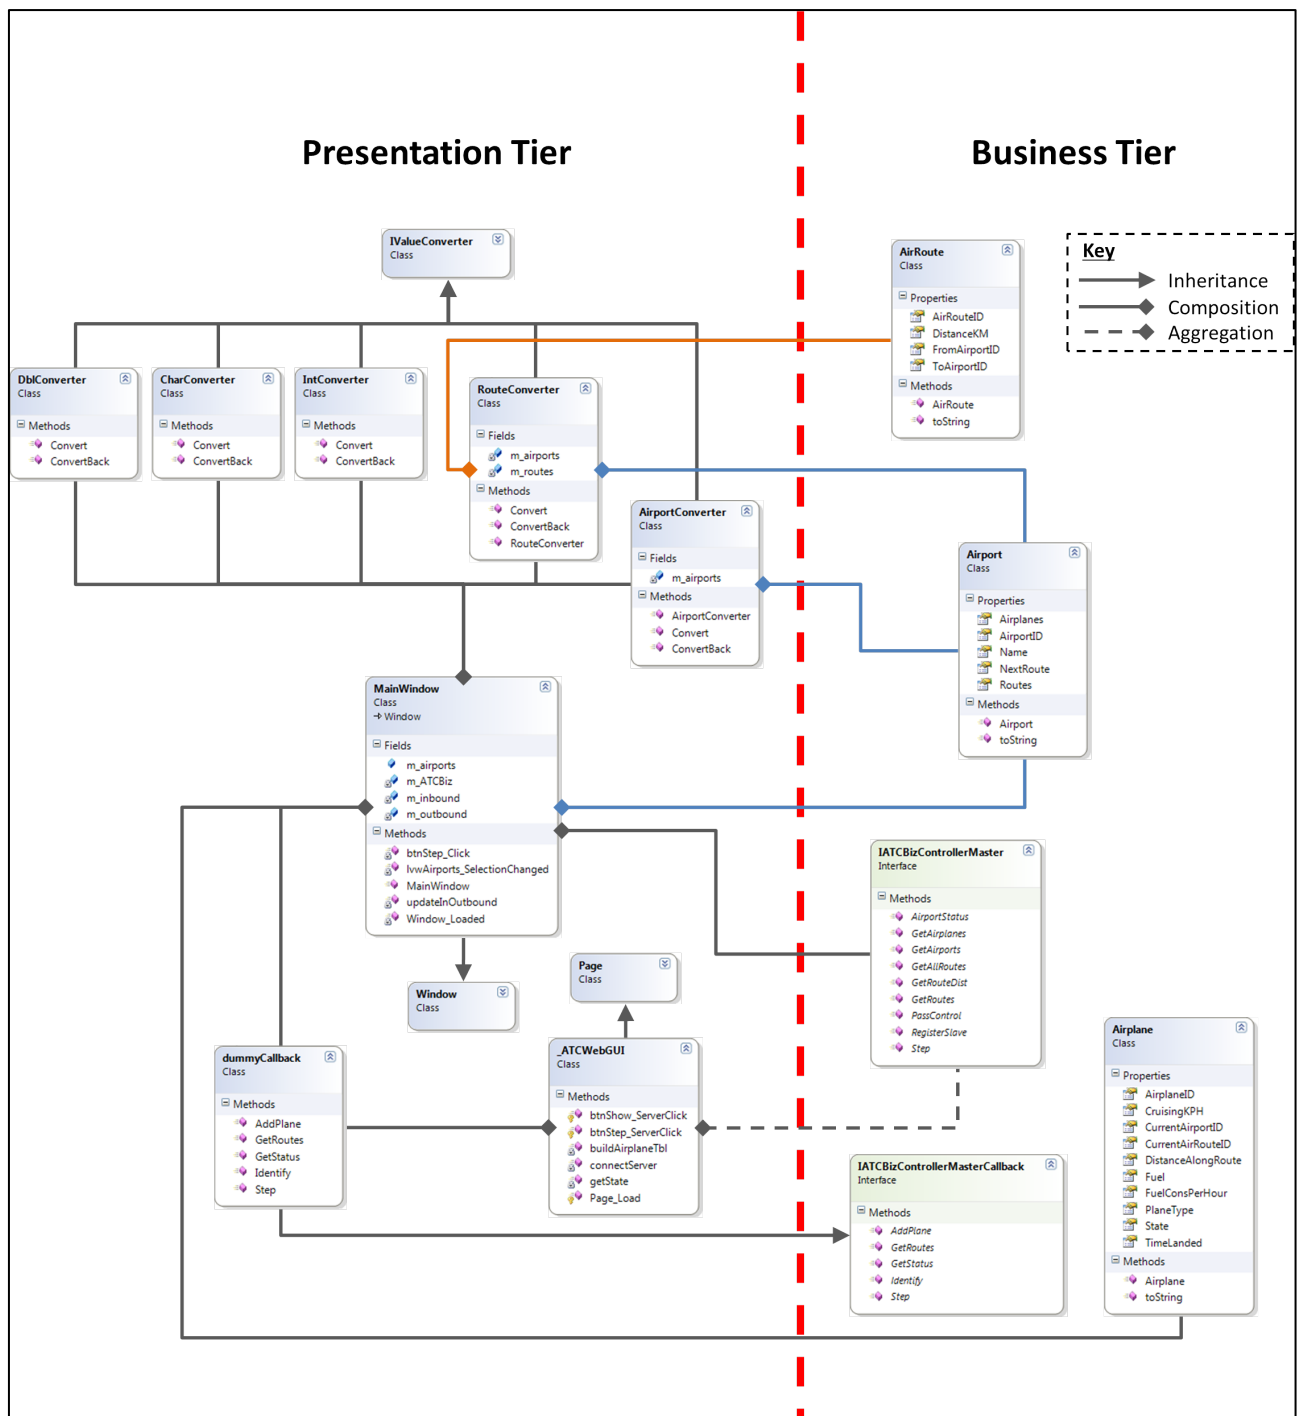 Presentation Tier
Business Tier
Key
Inheritance
Composition
Aggregation
IValueConverter
Class
AirRoute
Class
Properties
AirRouteID
DistanceKM
FromAirportID
ToAirportID
Methods
AirRoute
toString
DblConverter
Class
Methods
Convert
ConvertBack
CharConverter
Class
Methods
Convert
ConvertBack
IntConverter
Class
Methods
Convert
ConvertBack
RouteConverter
Class
Fields
m_airports
m_routes
Methods
Convert
ConvertBack
RouteConverter
AirportConverter
Class
Fields
m_airports
Methods
AirportConverter
Convert
ConvertBack
Airport
Class
Properties
Airplanes
AirportID
Name
NextRoute
Routes
Methods
Airport
toString
MainWindow
Class
Window
Fields
m_airports
m_ATCBiz
m_inbound
m_outbound
Methods
btnStep_Click
lvwAirports_SelectionChanged
MainWindow
updateInOutbound
Window_Loaded
IATCBizControllerMaster
Interface
Methods
AirportStatus
GetAirplanes
GetAirports
GetAllRoutes
GetRouteDist
GetRoutes
PassControl
RegisterSlave
Step
Window
Class
Page
Class
dummyCallback
Class
Methods
AddPlane
GetRoutes
GetStatus
Identify
Step
_ATCWebGUI
Class
Methods
btnShow_ServerClick
btnStep_ServerClick
buildAirplaneTbl
connectServer
getState
Page_Load
IATCBizControllerMasterCallback
Interface
Methods
AddPlane
GetRoutes
GetStatus
Identify
Step
Airplane
Class
Properties
AirplaneID
CruisingKPH
CurrentAirportID
CurrentAirRouteID
DistanceAlongRoute
Fuel
FuelConsPerHour
PlaneType
State
TimeLanded
Methods
Airplane
toString